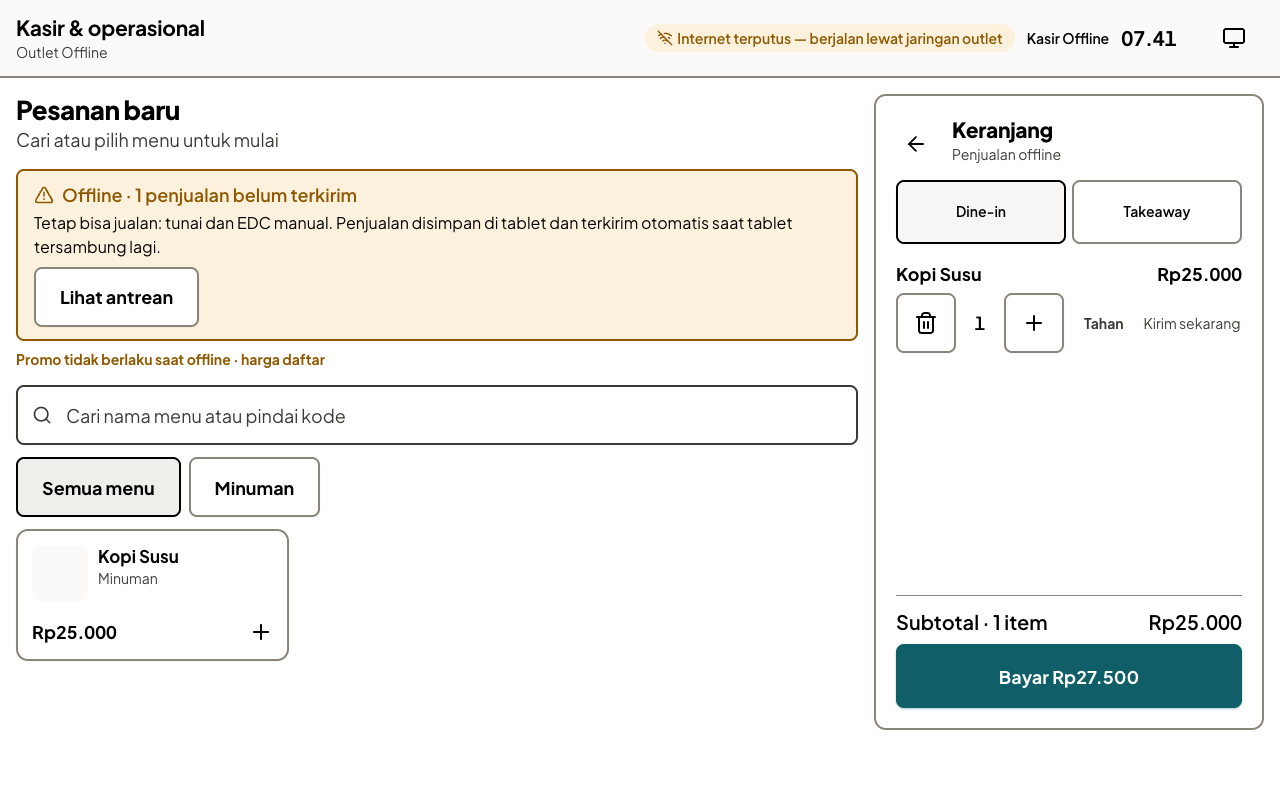 Kasir & operasional
Outlet Offline
Internet terputus — berjalan lewat jaringan outlet
Kasir Offline
07.41
Pesanan baru
Cari atau pilih menu untuk mulai
Offline · 1 penjualan belum terkirim
Tetap bisa jualan: tunai dan EDC manual. Penjualan disimpan di tablet dan terkirim otomatis saat tablet
tersambung lagi.
Lihat antrean
Promo tidak berlaku saat offline · harga daftar
Cari nama menu atau pindai kode
Semua menu
Minuman
Kopi Susu
Minuman
Rp25.000
Keranjang
Penjualan offline
Dine-in
Takeaway
Kopi Susu
Rp25.000
1
Tahan
Kirim sekarang
Subtotal · 1 item
Rp25.000
Bayar Rp27.500